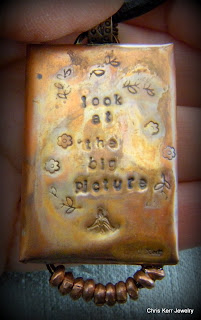 look
at
the
big
picture
Chris Kerr Jewelry